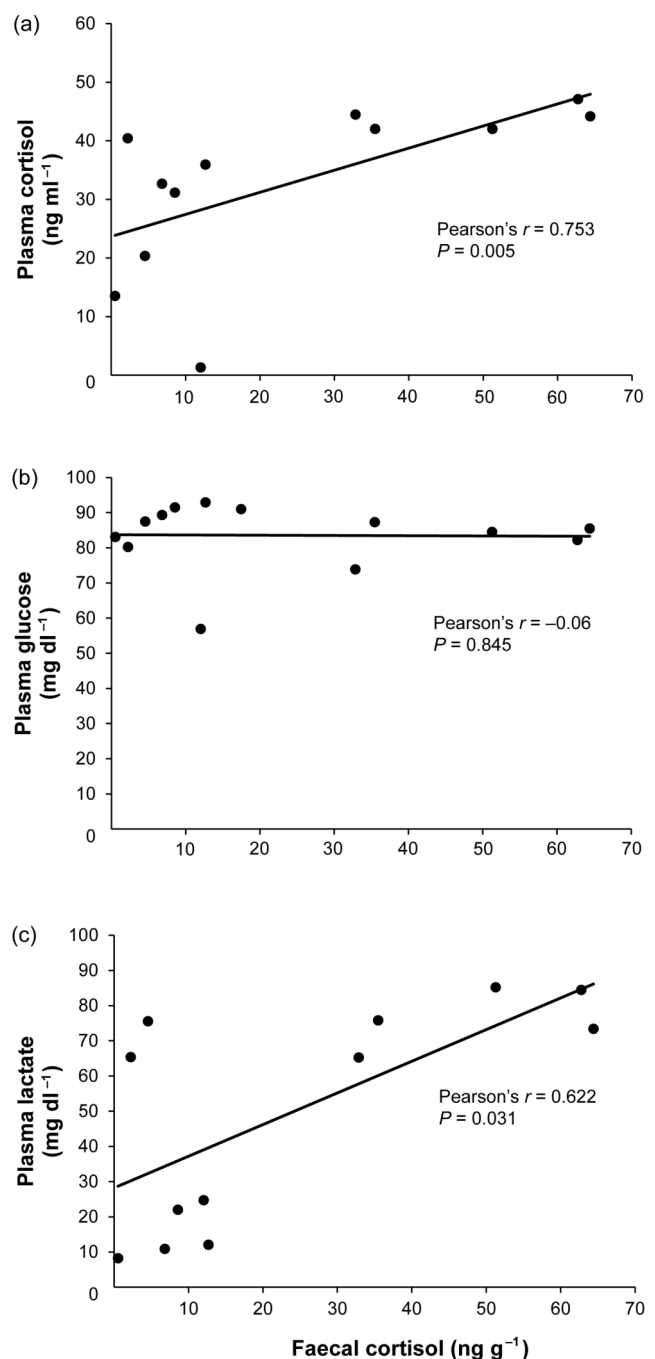 (a)
60
50
40
30
20
10
0
Plasma cortisol
(ng ml⁻¹)
Pearson's r = 0.753
P = 0.005
10 20 30 40 50 60 70
(b)
100
90
80
70
60
50
40
30
20
10
0
Plasma glucose
(mg dl⁻¹)
Pearson's r = –0.06
P = 0.845
10 20 30 40 50 60 70
(c)
100
90
80
70
60
50
40
30
20
10
0
Plasma lactate
(mg dl⁻¹)
Pearson's r = 0.622
P = 0.031
10 20 30 40 50 60 70
Faecal cortisol (ng g⁻¹)